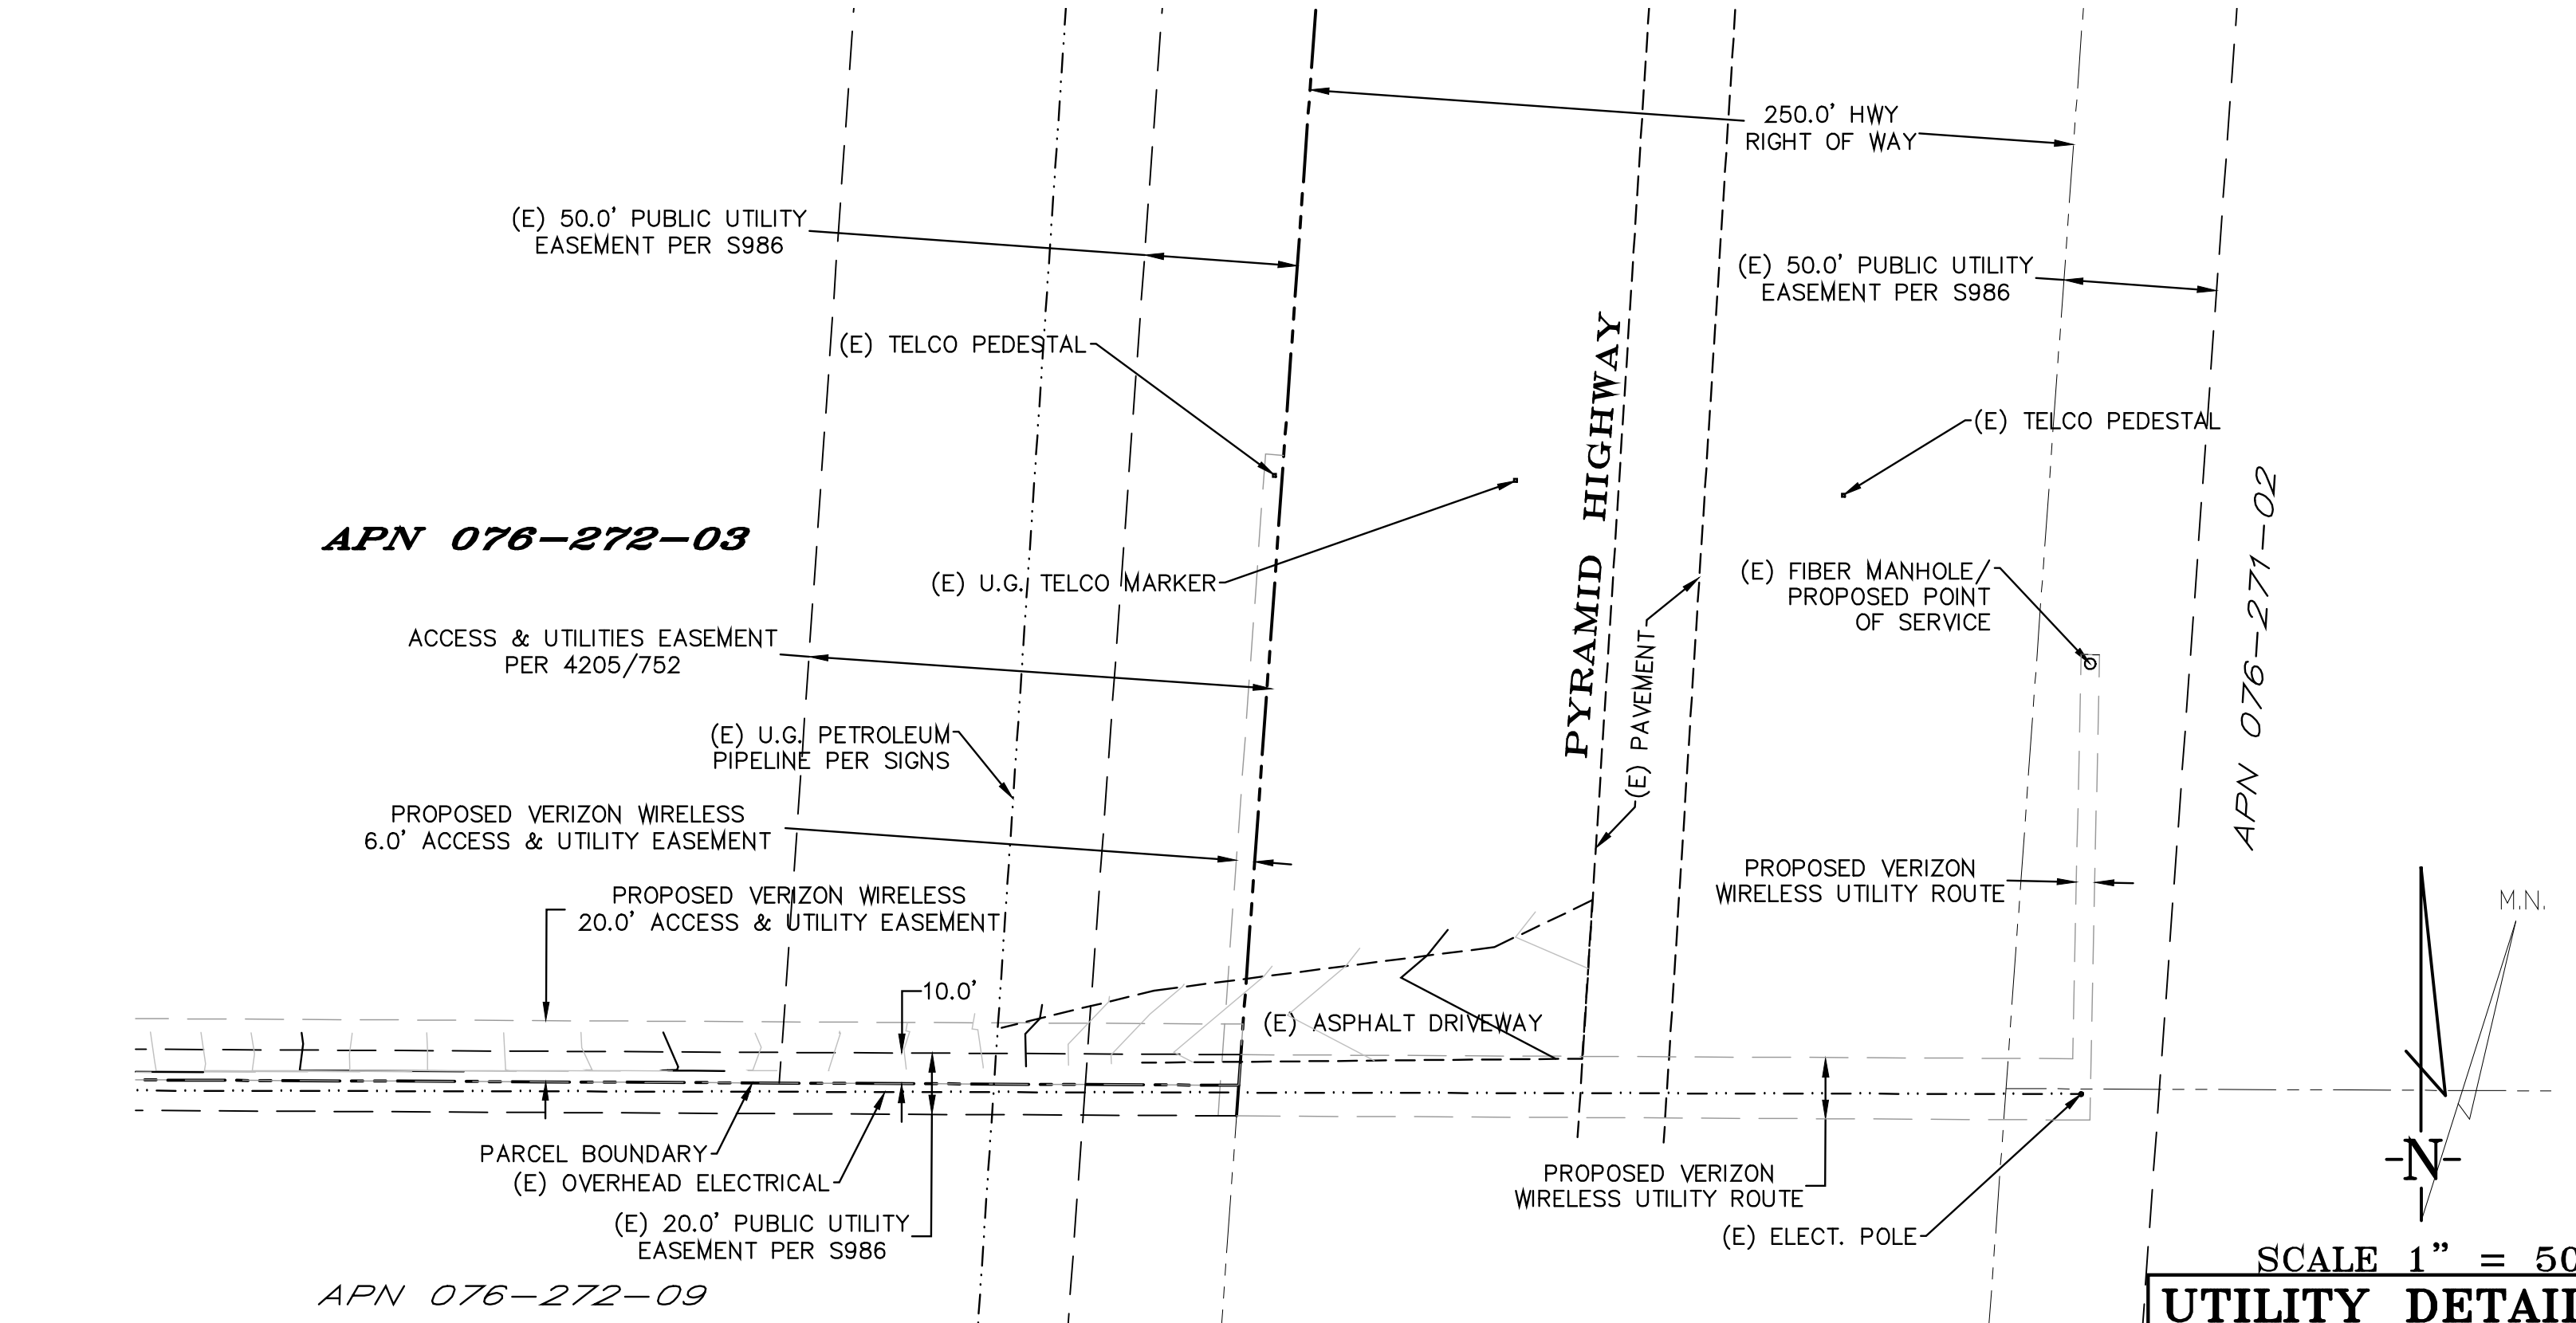 250.0' HWY
RIGHT OF WAY
(E) 50.0' PUBLIC UTILITY
EASEMENT PER S986
(E) 50.0' PUBLIC UTILITY
EASEMENT PER S986
(E) TELCO PEDESTAL
(E) TELCO PEDESTAL
PYRAMID HIGHWAY
APN 076-272-03
APN 076-271-02
(E) U.G. TELCO MARKER
(E) FIBER MANHOLE/
PROPOSED POINT
OF SERVICE
ACCESS & UTILITIES EASEMENT
PER 4205/752
(E) PAVEMENT
(E) U.G. PETROLEUM
PIPELINE PER SIGNS
PROPOSED VERIZON WIRELESS
6.0' ACCESS & UTILITY EASEMENT
PROPOSED VERIZON
WIRELESS UTILITY ROUTE
PROPOSED VERIZON WIRELESS
20.0' ACCESS & UTILITY EASEMENT
M.N.
10.0'
(E) ASPHALT DRIVEWAY
PARCEL BOUNDARY
(E) OVERHEAD ELECTRICAL
(E) 20.0' PUBLIC UTILITY
EASEMENT PER S986
PROPOSED VERIZON
WIRELESS UTILITY ROUTE
(E) ELECT. POLE
-N-
SCALE 1" = 50
UTILITY DETAIL
APN 076-272-09